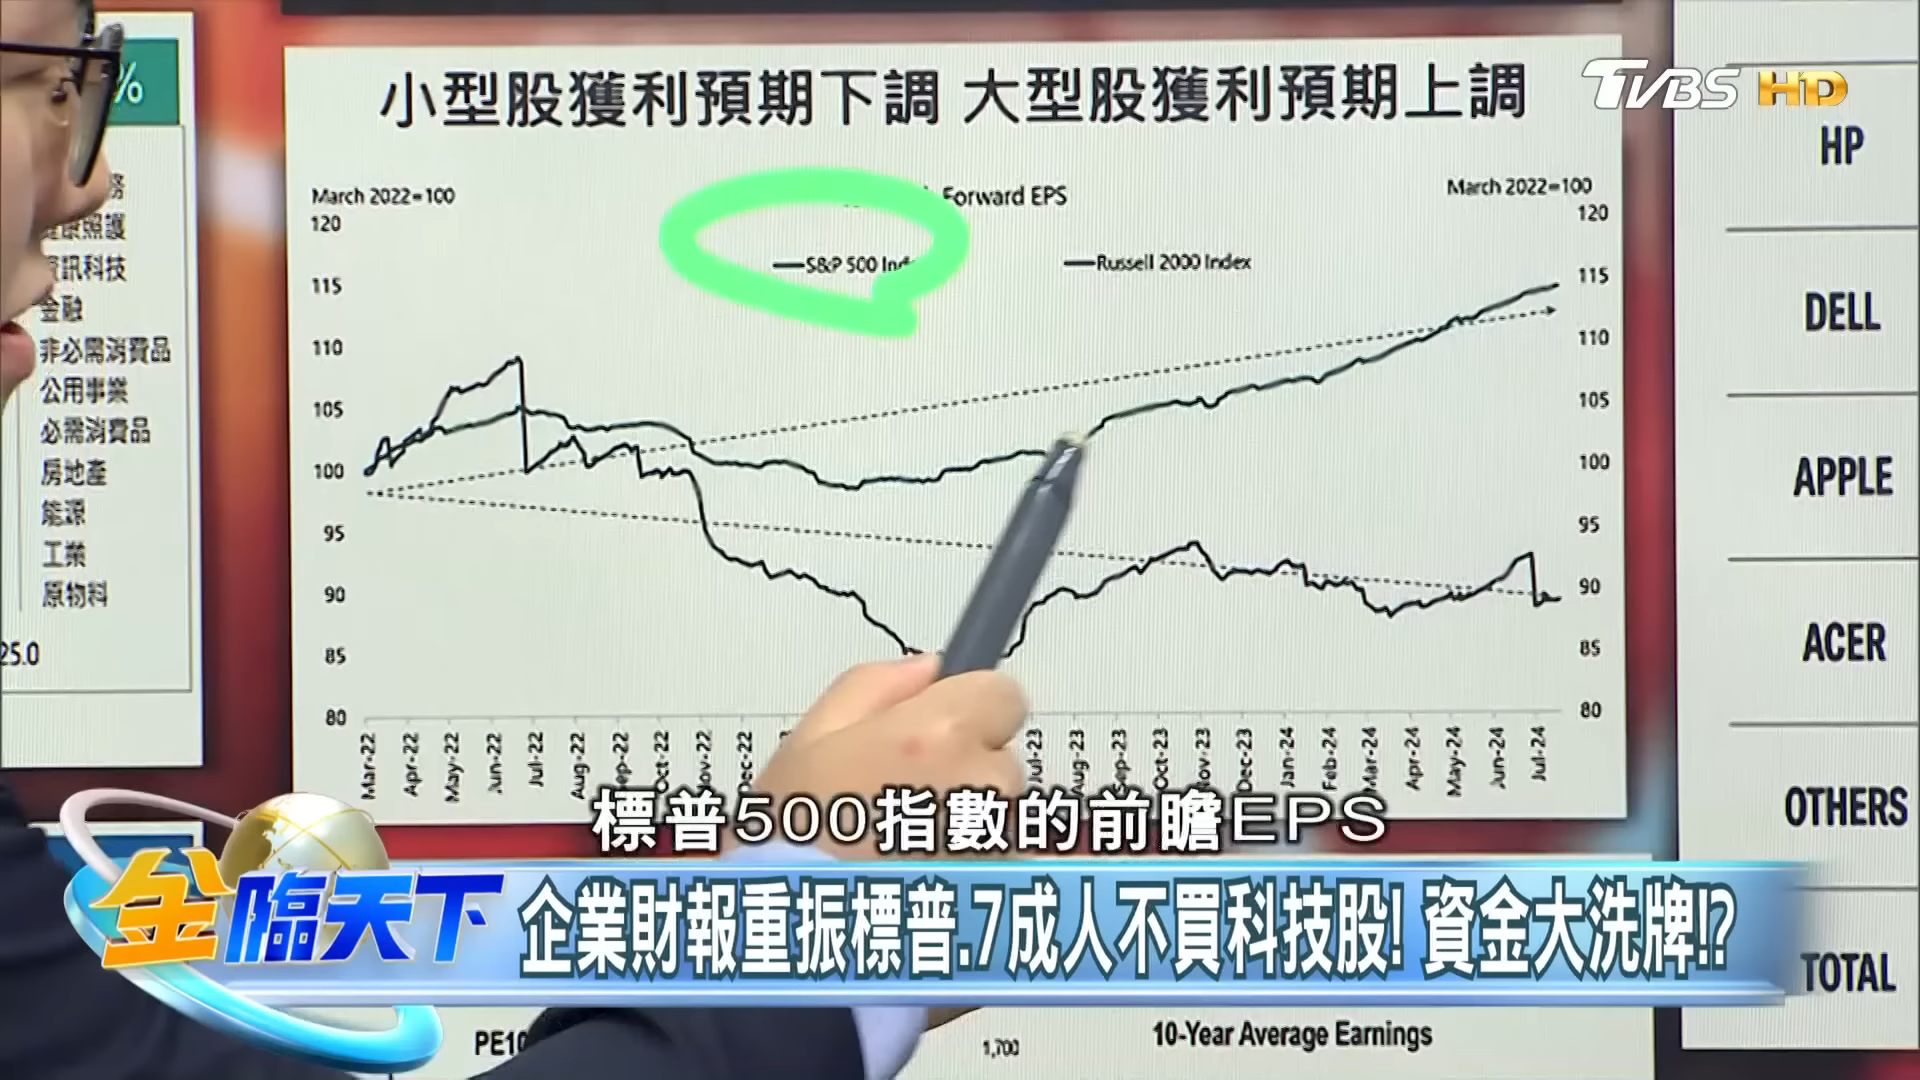 TVBS HD
小型股獲利預期下調 大型股獲利預期上調
March 2022=100
Forward EPS
March 2022=100
S&P 500 Ind
Russell 2000 Index
120
115
110
105
100
95
90
85
80
120
115
110
105
100
95
90
85
80
Mar-22
Apr-22
May-22
Jun-22
Jul-22
Aug-22
Sep-22
Oct-22
Nov-22
Dec-22
Jul-23
Aug-23
Sep-23
Oct-23
Nov-23
Dec-23
Jan-24
Feb-24
Mar-24
Apr-24
May-24
Jun-24
Jul-24
%
健康照護
資訊科技
金融
非必需消費品
公用事業
必需消費品
房地產
能源
工業
原物料
25.0
HP
DELL
APPLE
ACER
OTHERS
TOTAL
標普500指數的前瞻EPS
金臨天下
企業財報重振標普.7成人不買科技股! 資金大洗牌!?
PE10
1,700
10-Year Average Earnings